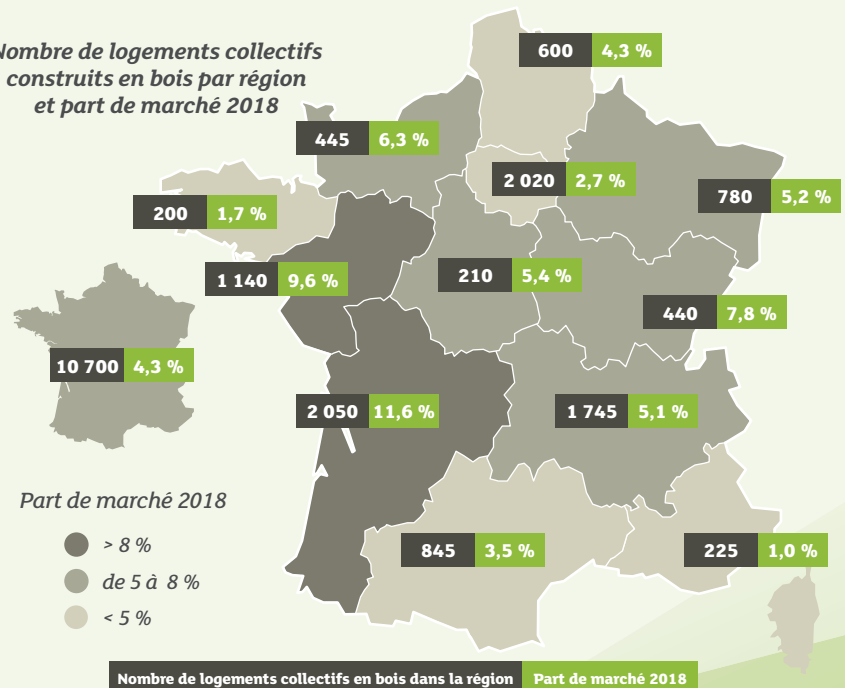 Nombre de logements collectifs
construits en bois par région
et part de marché 2018
600 4,3 %
445 6,3 %
2 020 2,7 %
780 5,2 %
200 1,7 %
1 140 9,6 %
210 5,4 %
440 7,8 %
10 700 4,3 %
2 050 11,6 %
1 745 5,1 %
845 3,5 %
225 1,0 %
Part de marché 2018
> 8 %
de 5 à 8 %
< 5 %
Nombre de logements collectifs en bois dans la région Part de marché 2018